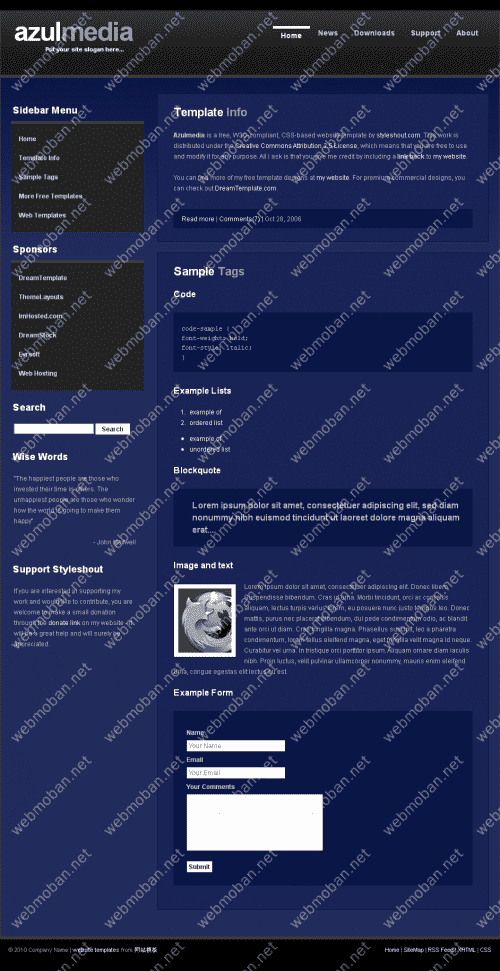 azulmedia
Put your site slogan here...
Home
News
Downloads
Support
About
Sidebar Menu
Home
Template Info
Sample Tags
More Free Templates
Web Templates
Sponsors
DreamTemplate
ThemeLayouts
ImHosted.com
DreamStock
Evrsoft
Web Hosting
Search
Search
Wise Words
"The happiest people are those who
invested their time in others. The
unhappiest people are those who wonder
how the world is going to make them
happy"
- John
Support Styleshout
If you are interested in supporting my
work and would like to contribute, you are
welcome to make a small donation
through the donate link on my website - it
will be a great help and will surely be
appreciated.
Template Info
Azulmedia is a free, W3C-compliant, CSS-based website template by styleshout.com. This work is
distributed under the Creative Commons Attribution 2.5 License, which means that you are free to use
and modify it for any purpose. All I ask is that you give me credit by including a link back to my website.
You can find more of my free template designs at my website. For premium commercial designs, you
can check out DreamTemplate.com.
Read more | Comments(7) | Oct 28, 2006
Sample Tags
Code
code-sample {
font-weight: bold;
font-style: italic;
}
Example Lists
1. example of
2. ordered list
• example of
• unordered list
Blockquote
Lorem ipsum dolor sit amet, consectetuer adipiscing elit, sed diam
nonummy nibh euismod tincidunt ut laoreet dolore magna aliquam
erat...
Image and text
Lorem ipsum dolor sit amet, consectetuer adipiscing elit. Donec libero.
Suspendisse bibendum. Cras id urna. Morbi tincidunt, orci ac convallis
aliquam, lectus turpis varius lorem, eu posuere nunc justo tempus leo. Donec
mattis, purus nec placerat bibendum, dui pede condimentum odio, ac blandit
ante orci ut diam. Cras fringilla magna. Phasellus suscipit, leo a pharetra
condimentum, lorem tellus eleifend magna, eget fringilla velit magna id neque.
Curabitur vel urna. In tristique orci porttitor ipsum. Aliquam ornare diam iaculis
nibh. Proin luctus, velit pulvinar ullamcorper nonummy, mauris enim eleifend
urna, congue egestas elit lectus eu est.
Example Form
Name
Your Name
Email
Your Email
Your Comments
Submit
© 2010 Company Name | website templates from 网站模板
Home | SiteMap | RSS Feed | XHTML | CSS
webmoban.net